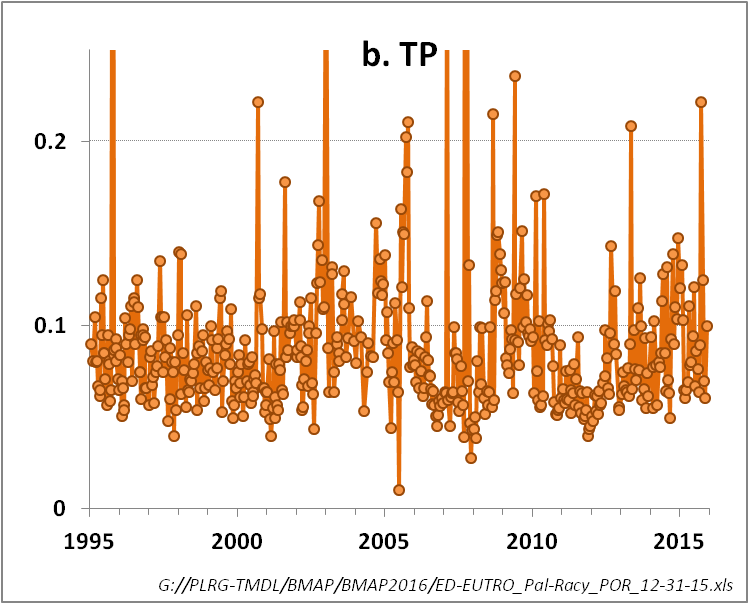 b. TP
0.2
0.1
0
1995 2000 2005 2010 2015
G://PLRG-TMDL/BMAP/BMAP2016/ED-EUTRO_Pal-Racy_POR_12-31-15.xls